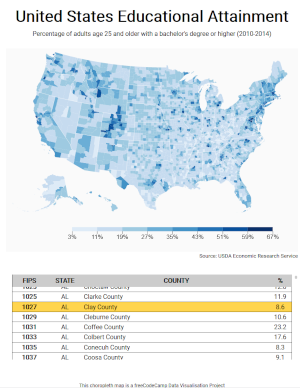 United States Educational Attainment
Percentage of adults age 25 and older with a bachelor's degree or higher (2010-2014)
3% 11% 19% 27% 35% 43% 51% 59% 67%
Source: USDA Economic Research Service
FIPS STATE COUNTY %
1023 AL Choctaw County 12.0
1025 AL Clarke County 11.9
1027 AL Clay County 8.6
1029 AL Cleburne County 10.6
1031 AL Coffee County 23.2
1033 AL Colbert County 17.6
1035 AL Conecuh County 8.3
1037 AL Coosa County 9.1
This choropleth map is a freeCodeCamp Data Visualisation Project